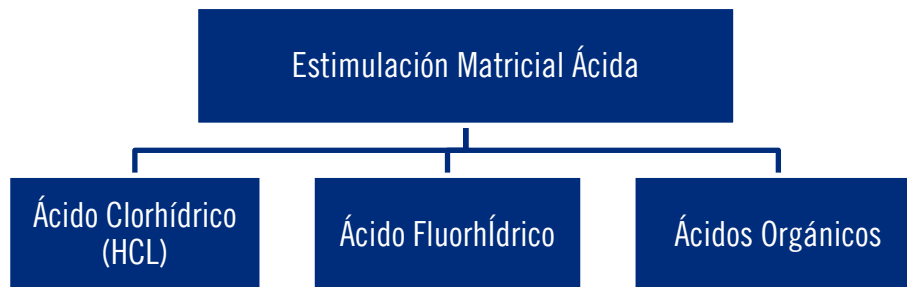 Estimulación Matricial Ácida
Ácido Clorhídrico
(HCL)
Ácido FluorhÍdrico
Ácidos Orgánicos